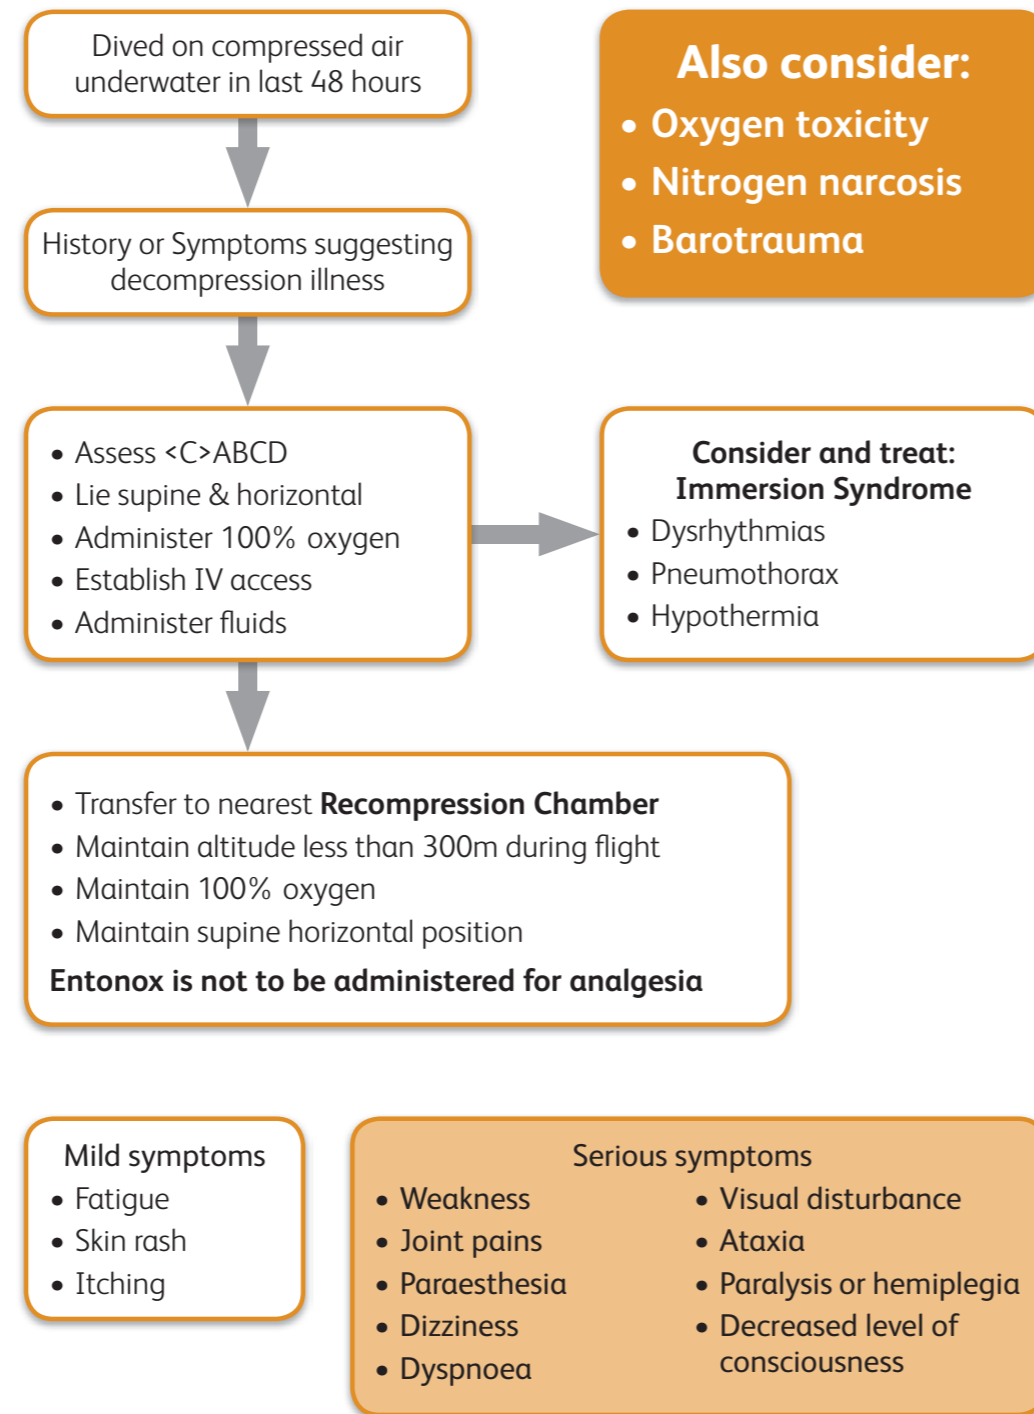 Dived on compressed air
underwater in last 48 hours
Also consider:
• Oxygen toxicity
• Nitrogen narcosis
• Barotrauma
History or Symptoms suggesting
decompression illness
• Assess <C>ABCD
• Lie supine & horizontal
• Administer 100% oxygen
• Establish IV access
• Administer fluids
Consider and treat:
Immersion Syndrome
• Dysrhythmias
• Pneumothorax
• Hypothermia
• Transfer to nearest Recompression Chamber
• Maintain altitude less than 300m during flight
• Maintain 100% oxygen
• Maintain supine horizontal position
Entonox is not to be administered for analgesia
Mild symptoms
• Fatigue
• Skin rash
• Itching
Serious symptoms
• Weakness
• Joint pains
• Paraesthesia
• Dizziness
• Dyspnoea
• Visual disturbance
• Ataxia
• Paralysis or hemiplegia
• Decreased level of
consciousness